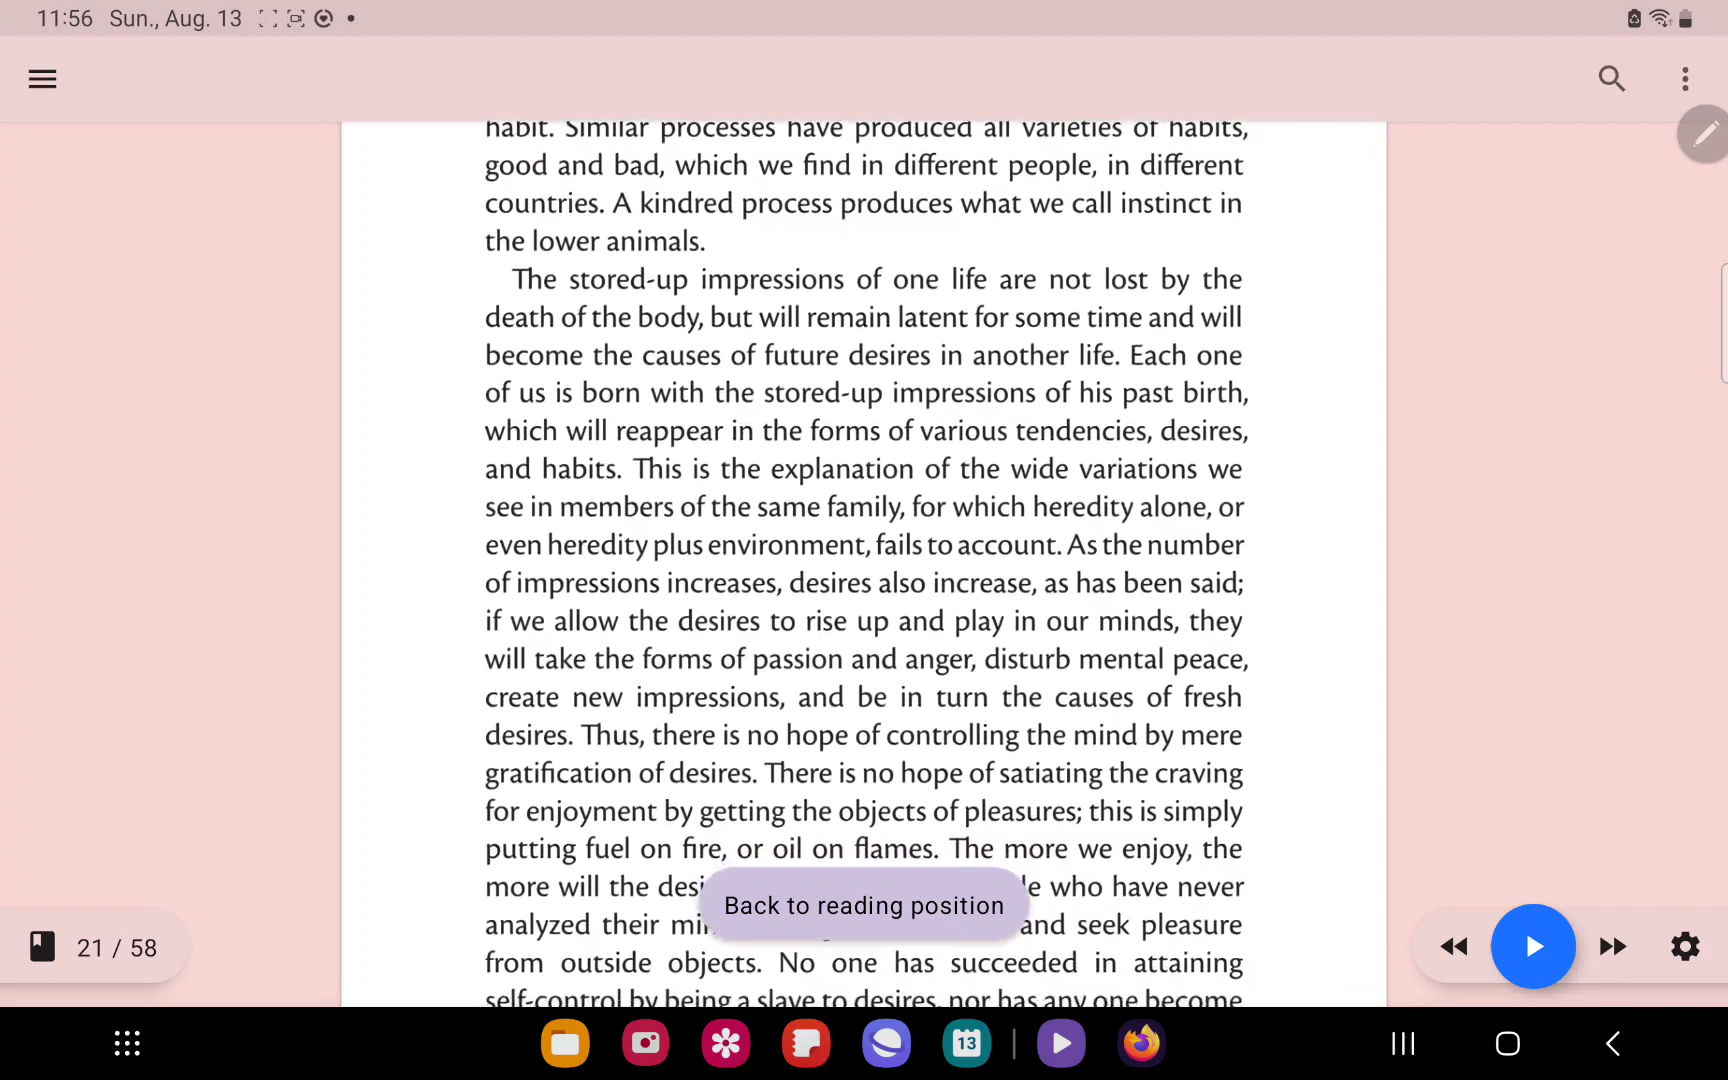 11:56 Sun., Aug. 13
habit. Similar processes have produced all varieties of habits,
good and bad, which we find in different people, in different
countries. A kindred process produces what we call instinct in
the lower animals.
The stored-up impressions of one life are not lost by the
death of the body, but will remain latent for some time and will
become the causes of future desires in another life. Each one
of us is born with the stored-up impressions of his past birth,
which will reappear in the forms of various tendencies, desires,
and habits. This is the explanation of the wide variations we
see in members of the same family, for which heredity alone, or
even heredity plus environment, fails to account. As the number
of impressions increases, desires also increase, as has been said;
if we allow the desires to rise up and play in our minds, they
will take the forms of passion and anger, disturb mental peace,
create new impressions, and be in turn the causes of fresh
desires. Thus, there is no hope of controlling the mind by mere
gratification of desires. There is no hope of satiating the craving
for enjoyment by getting the objects of pleasures; this is simply
putting fuel on fire, or oil on flames. The more we enjoy, the
more will the who have never
analyzed their and seek pleasure
from outside objects. No one has succeeded in attaining
self-control by being a slave to desires, nor has any one become
Back to reading position
21 / 58
13